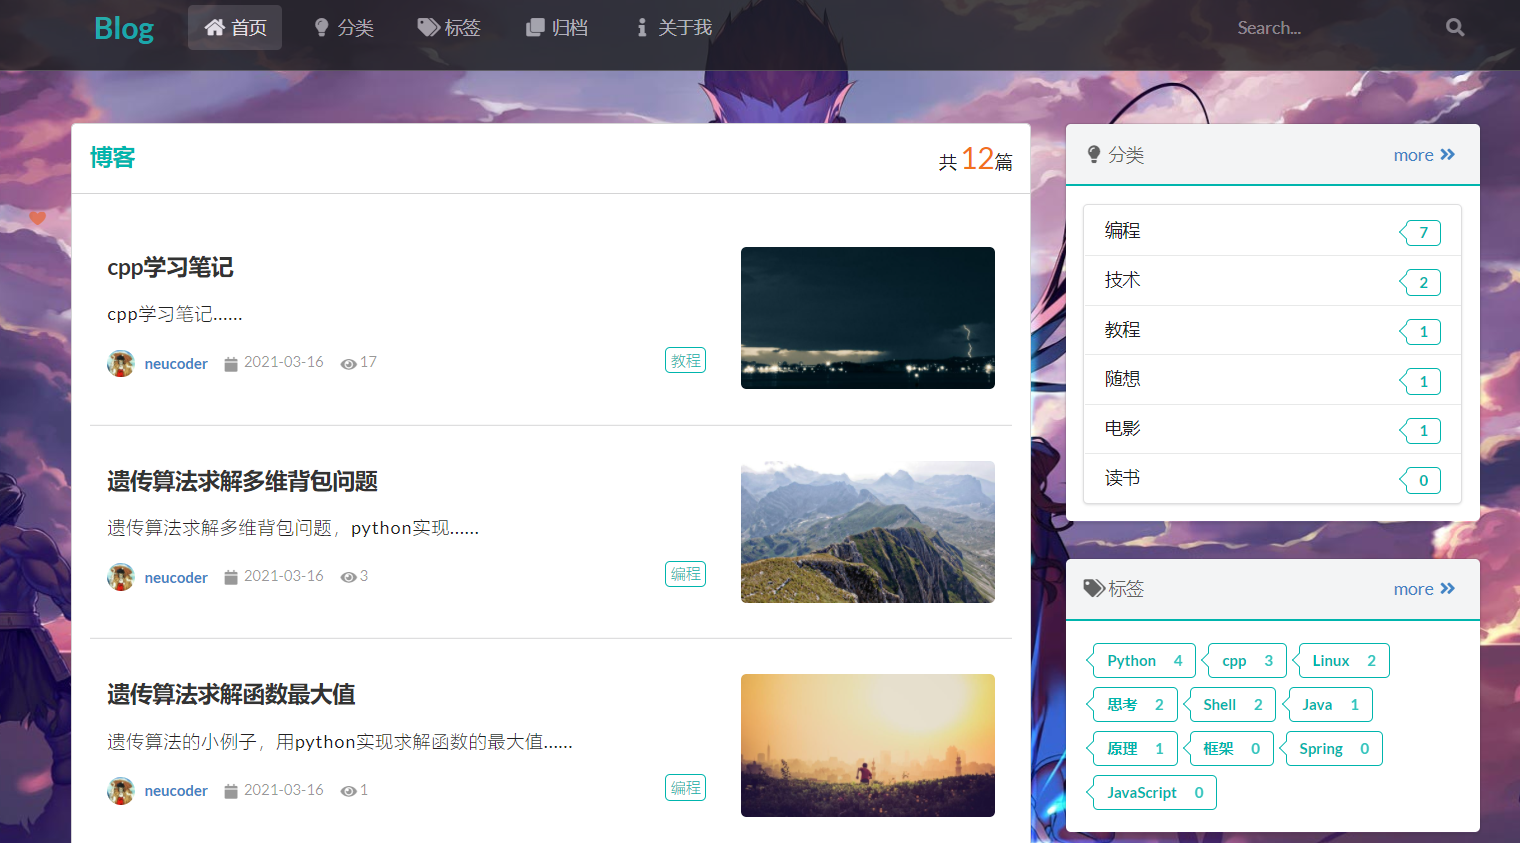 Blog 首页 分类 标签 归档 关于我 Search...
博客 共12篇
cpp学习笔记
cpp学习笔记......
neucoder 2021-03-16 17 教程
遗传算法求解多维背包问题
遗传算法求解多维背包问题，python实现......
neucoder 2021-03-16 3 编程
遗传算法求解函数最大值
遗传算法的小例子，用python实现求解函数的最大值......
neucoder 2021-03-16 1 编程
分类 more
编程 7
技术 2
教程 1
随想 1
电影 1
读书 0
标签 more
Python 4 cpp 3 Linux 2
思考 2 Shell 2 Java 1
原理 1 框架 0 Spring 0
JavaScript 0